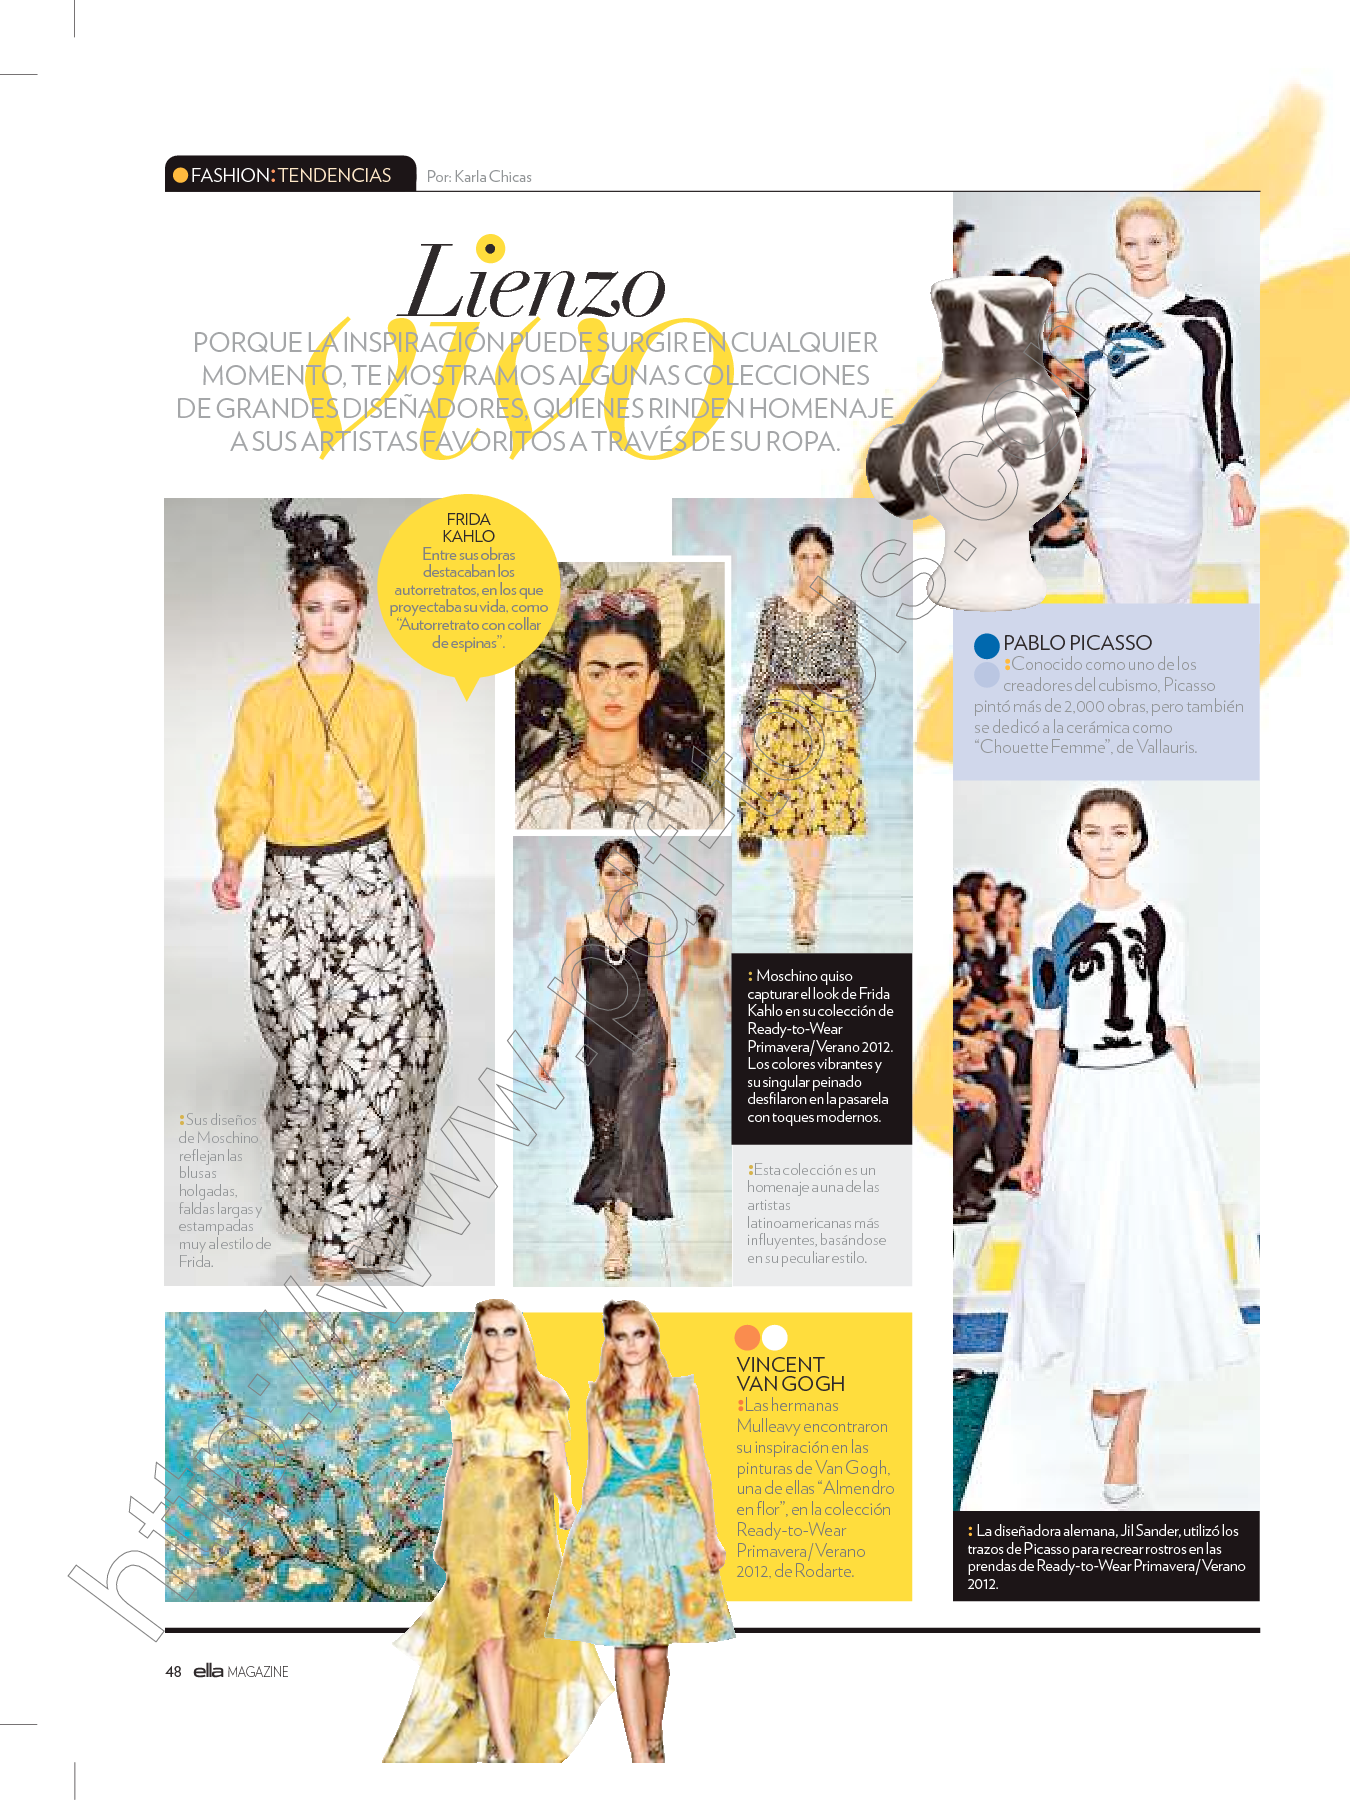 FASHION:TENDENCIAS
Por: Karla Chicas
Lienzo
vivo
PORQUE LA INSPIRACIÓN PUEDE SURGIR EN CUALQUIER
MOMENTO, TE MOSTRAMOS ALGUNAS COLECCIONES
DE GRANDES DISEÑADORES, QUIENES RINDEN HOMENAJE
A SUS ARTISTAS FAVORITOS A TRAVÉS DE SU ROPA.
FRIDA
KAHLO
Entre sus obras
destacaban los
autorretratos, en los que
proyectaba su vida, como
“Autorretrato con collar
de espinas”.
:Sus diseños
de Moschino
reflejan las
blusas
holgadas,
faldas largas y
estampadas
muy al estilo de
Frida.
: Moschino quiso
capturar el look de Frida
Kahlo en su colección de
Ready-to-Wear
Primavera/Verano 2012.
Los colores vibrantes y
su singular peinado
desfilaron en la pasarela
con toques modernos.
:Esta colección es un
homenaje a una de las
artistas
latinoamericanas más
influyentes, basándose
en su peculiar estilo.
PABLO PICASSO
:Conocido como uno de los
creadores del cubismo, Picasso
pintó más de 2,000 obras, pero también
se dedicó a la cerámica como
“Chouette Femme”, de Vallauris.
: La diseñadora alemana, Jil Sander, utilizó los
trazos de Picasso para recrear rostros en las
prendas de Ready-to-Wear Primavera/Verano
2012.
VINCENT
VAN GOGH
:Las hermanas
Mulleavy encontraron
su inspiración en las
pinturas de Van Gogh,
una de ellas “Almendro
en flor”, en la colección
Ready-to-Wear
Primavera/Verano
2012, de Rodarte.
48 ella MAGAZINE